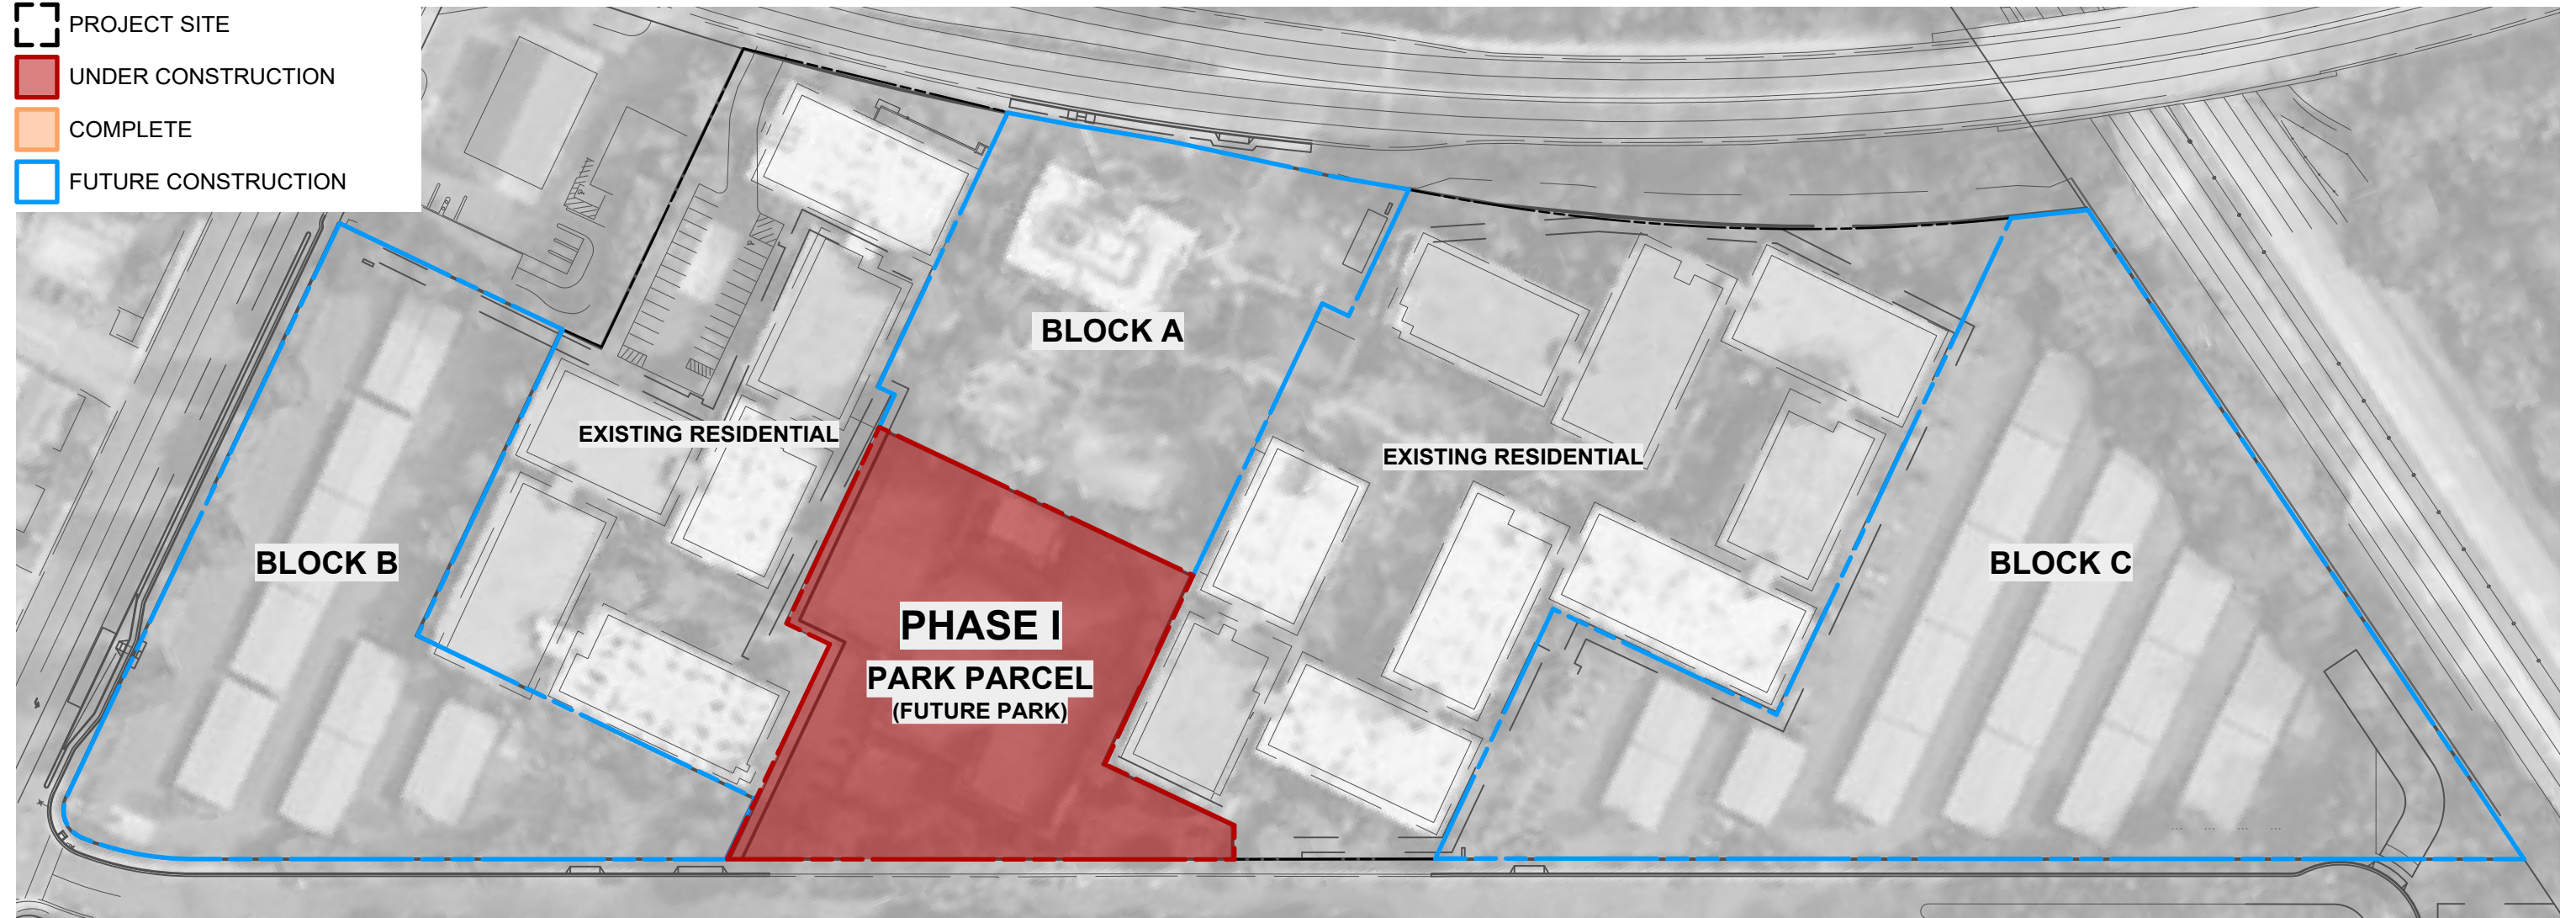 PROJECT SITE
UNDER CONSTRUCTION
COMPLETE
FUTURE CONSTRUCTION
BLOCK A
EXISTING RESIDENTIAL
EXISTING RESIDENTIAL
BLOCK B
BLOCK C
PHASE I
PARK PARCEL
(FUTURE PARK)